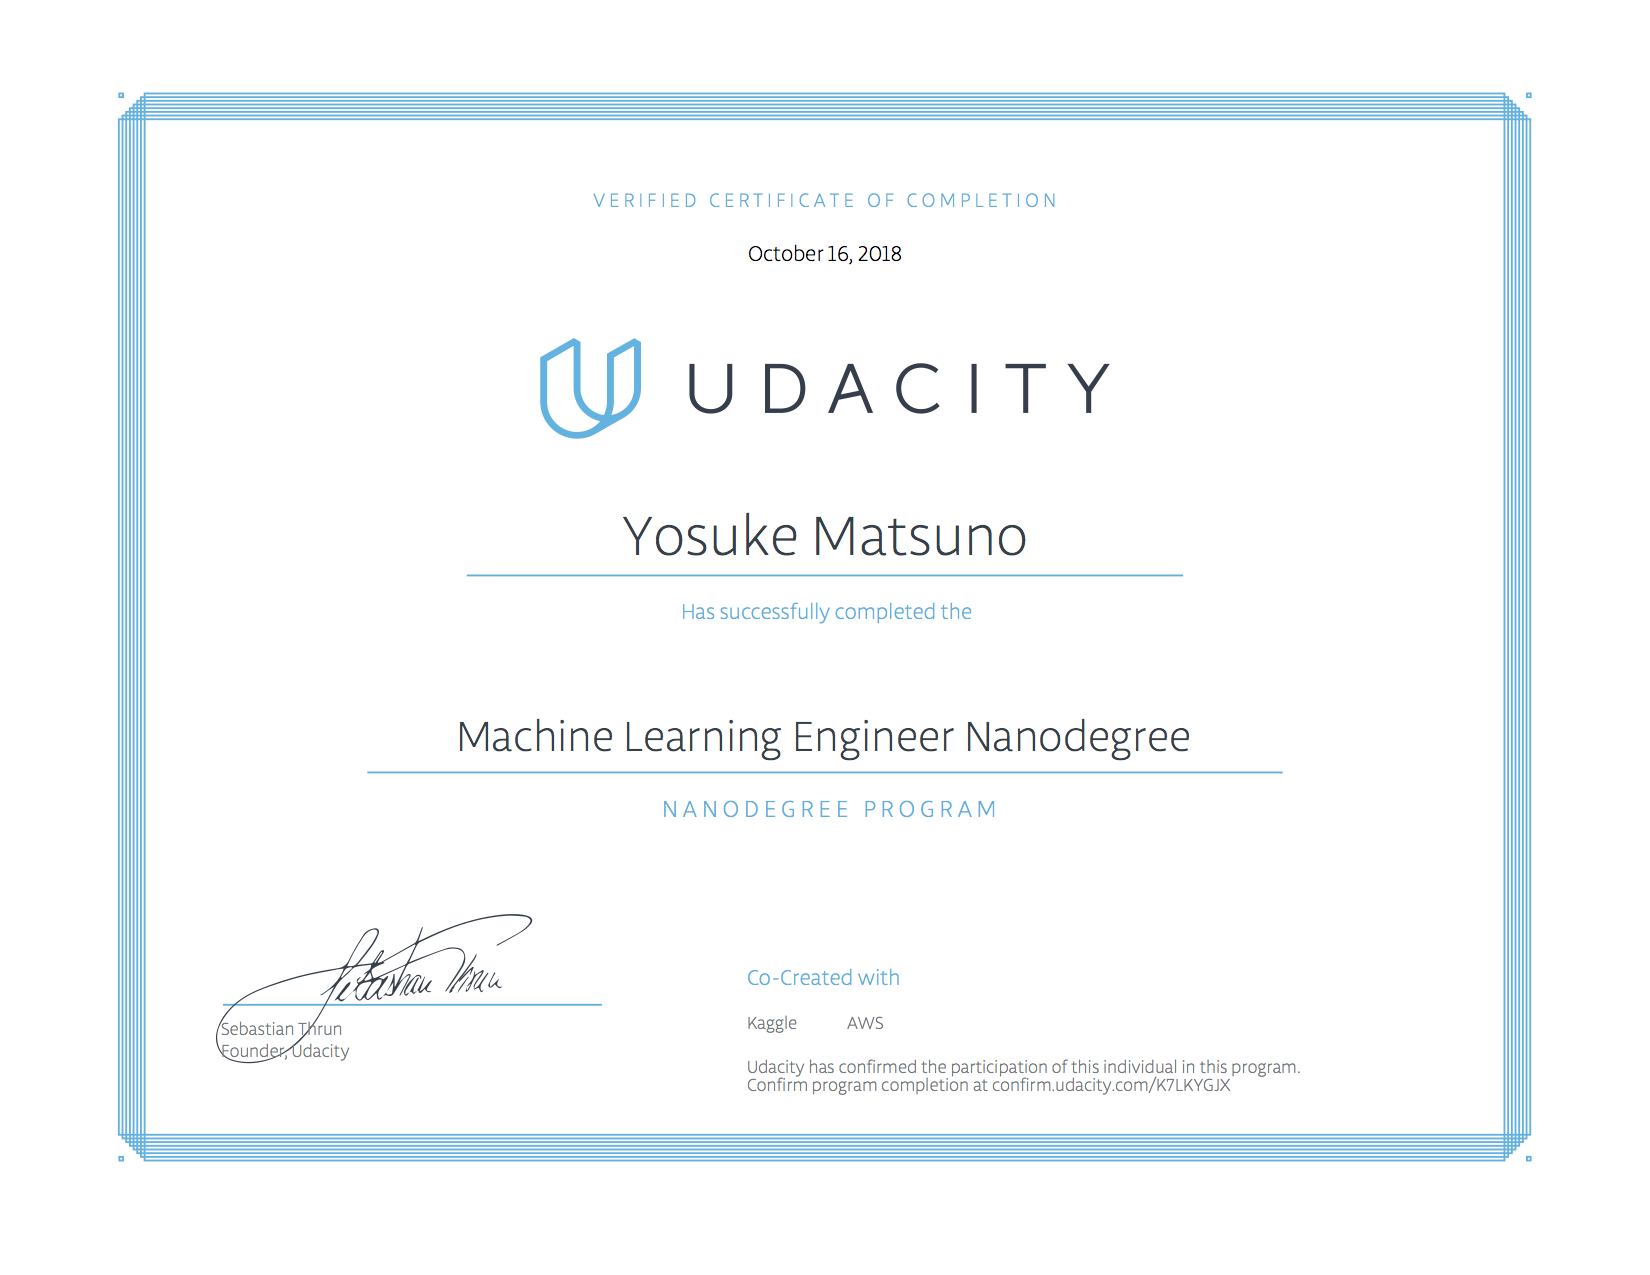 VERIFIED CERTIFICATE OF COMPLETION
October 16, 2018
UDACITY
Yosuke Matsuno
Has successfully completed the
Machine Learning Engineer Nanodegree
NANODEGREE PROGRAM
Sebastian Thrun
Sebastian Thrun
Founder, Udacity
Co-Created with
Kaggle AWS
Udacity has confirmed the participation of this individual in this program.
Confirm program completion at confirm.udacity.com/K7LKYGJX